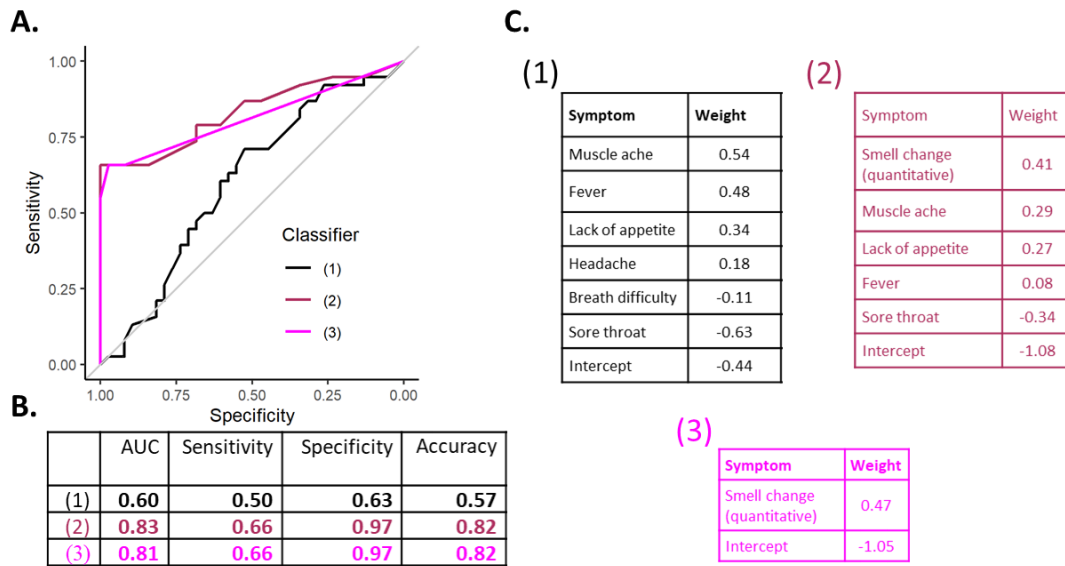 A.
1.00
0.75
0.50
0.25
0.00
Sensitivity
1.00 0.75 0.50 0.25 0.00
Specificity
Classifier
(1)
(2)
(3)
B.
AUC Sensitivity Specificity Accuracy
(1) 0.60 0.50 0.63 0.57
(2) 0.83 0.66 0.97 0.82
(3) 0.81 0.66 0.97 0.82
C.
(1)
Symptom Weight
Muscle ache 0.54
Fever 0.48
Lack of appetite 0.34
Headache 0.18
Breath difficulty -0.11
Sore throat -0.63
Intercept -0.44
(2)
Symptom Weight
Smell change
(quantitative) 0.41
Muscle ache 0.29
Lack of appetite 0.27
Fever 0.08
Sore throat -0.34
Intercept -1.08
(3)
Symptom Weight
Smell change
(quantitative) 0.47
Intercept -1.05